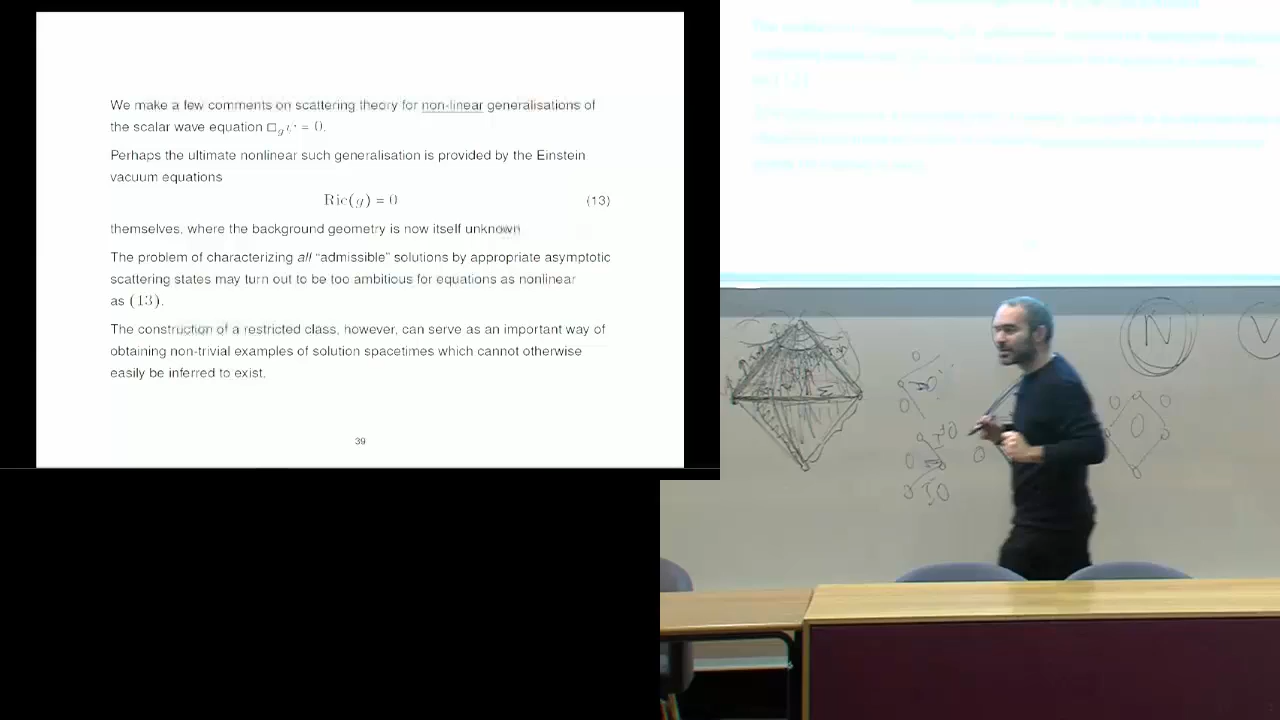 We make a few comments on scattering theory for non-linear generalisations of
the scalar wave equation □_g ψ = 0.
Perhaps the ultimate nonlinear such generalisation is provided by the Einstein
vacuum equations
Ric(g) = 0 (13)
themselves, where the background geometry is now itself unknown
The problem of characterizing all “admissible” solutions by appropriate asymptotic
scattering states may turn out to be too ambitious for equations as nonlinear
as (13).
The construction of a restricted class, however, can serve as an important way of
obtaining non-trivial examples of solution spacetimes which cannot otherwise
easily be inferred to exist.
39
N
V